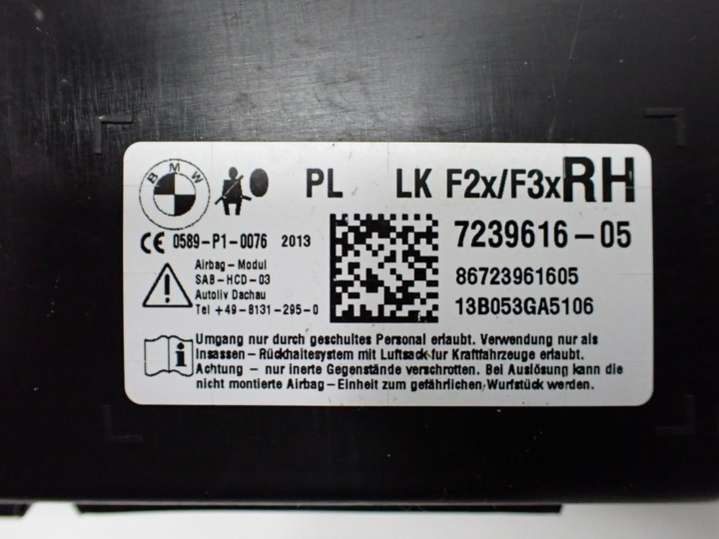 BMW
PL LK F2x/F3x RH
CE 0589-P1-0076 2013
7239616-05
Airbag-Modul
SAB-HCD-03
Autoliv Dachau
Tel +49-8131-295-0
86723961605
13B053GA5106
Umgang nur durch geschultes Personal erlaubt. Verwendung nur als
Insassen - Rückhaltesystem mit Luftsack fur Kraftfahrzeuge erlaubt.
Achtung - nur inerte Gegenstände verschrotten. Bei Auslösung kann die
nicht montierte Airbag-Einheit zum gefährlichen Wurfstück werden.